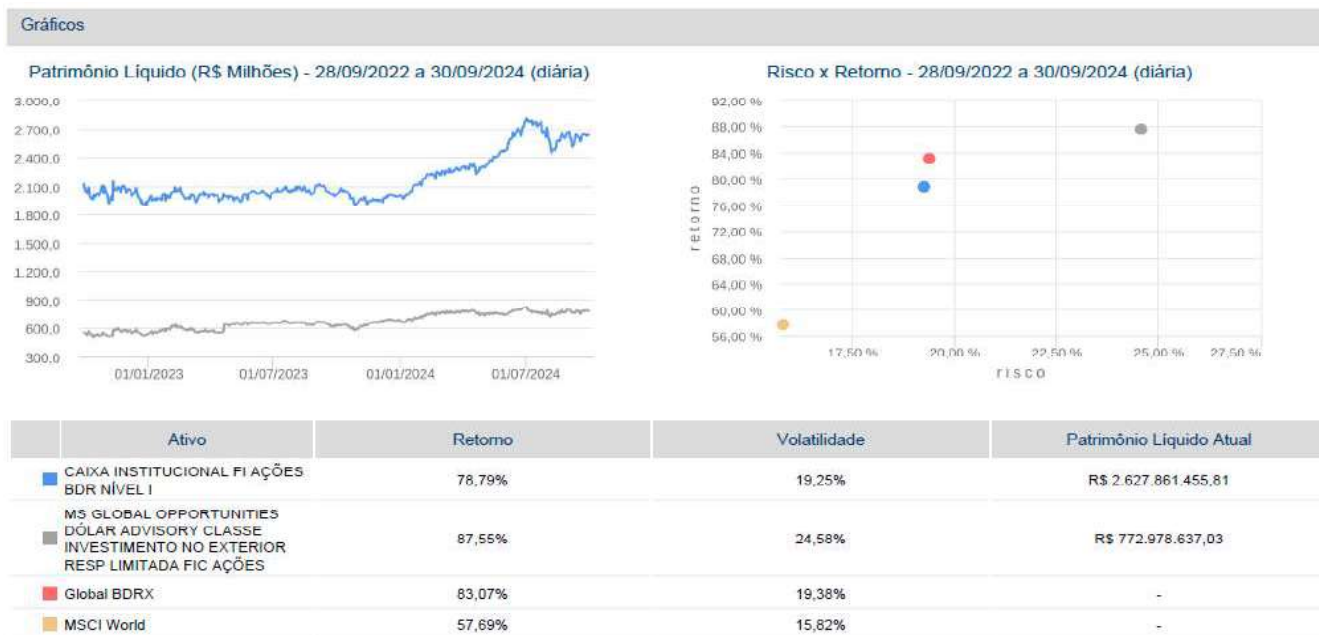 Gráficos
Patrimônio Líquido (R$ Milhões) - 28/09/2022 a 30/09/2024 (diária)
3.000,0
2.700,0
2.400,0
2.100,0
1.800,0
1.500,0
1.200,0
900,0
600,0
300,0
01/01/2023 01/07/2023 01/01/2024 01/07/2024
Risco x Retorno - 28/09/2022 a 30/09/2024 (diária)
92,00 %
88,00 %
84,00 %
80,00 %
76,00 %
72,00 %
68,00 %
64,00 %
60,00 %
56,00 %
retorno
17,50 % 20,00 % 22,50 % 25,00 % 27,50 %
risco
Ativo Retorno Volatilidade Patrimônio Líquido Atual
CAIXA INSTITUCIONAL FI AÇÕES
BDR NÍVEL I 78,79% 19,25% R$ 2.627.861.455,81
MS GLOBAL OPPORTUNITIES
DÓLAR ADVISORY CLASSE
INVESTIMENTO NO EXTERIOR
RESP LIMITADA FIC AÇÕES 87,55% 24,58% R$ 772.978.637,03
Global BDRX 83,07% 19,38% -
MSCI World 57,69% 15,82% -